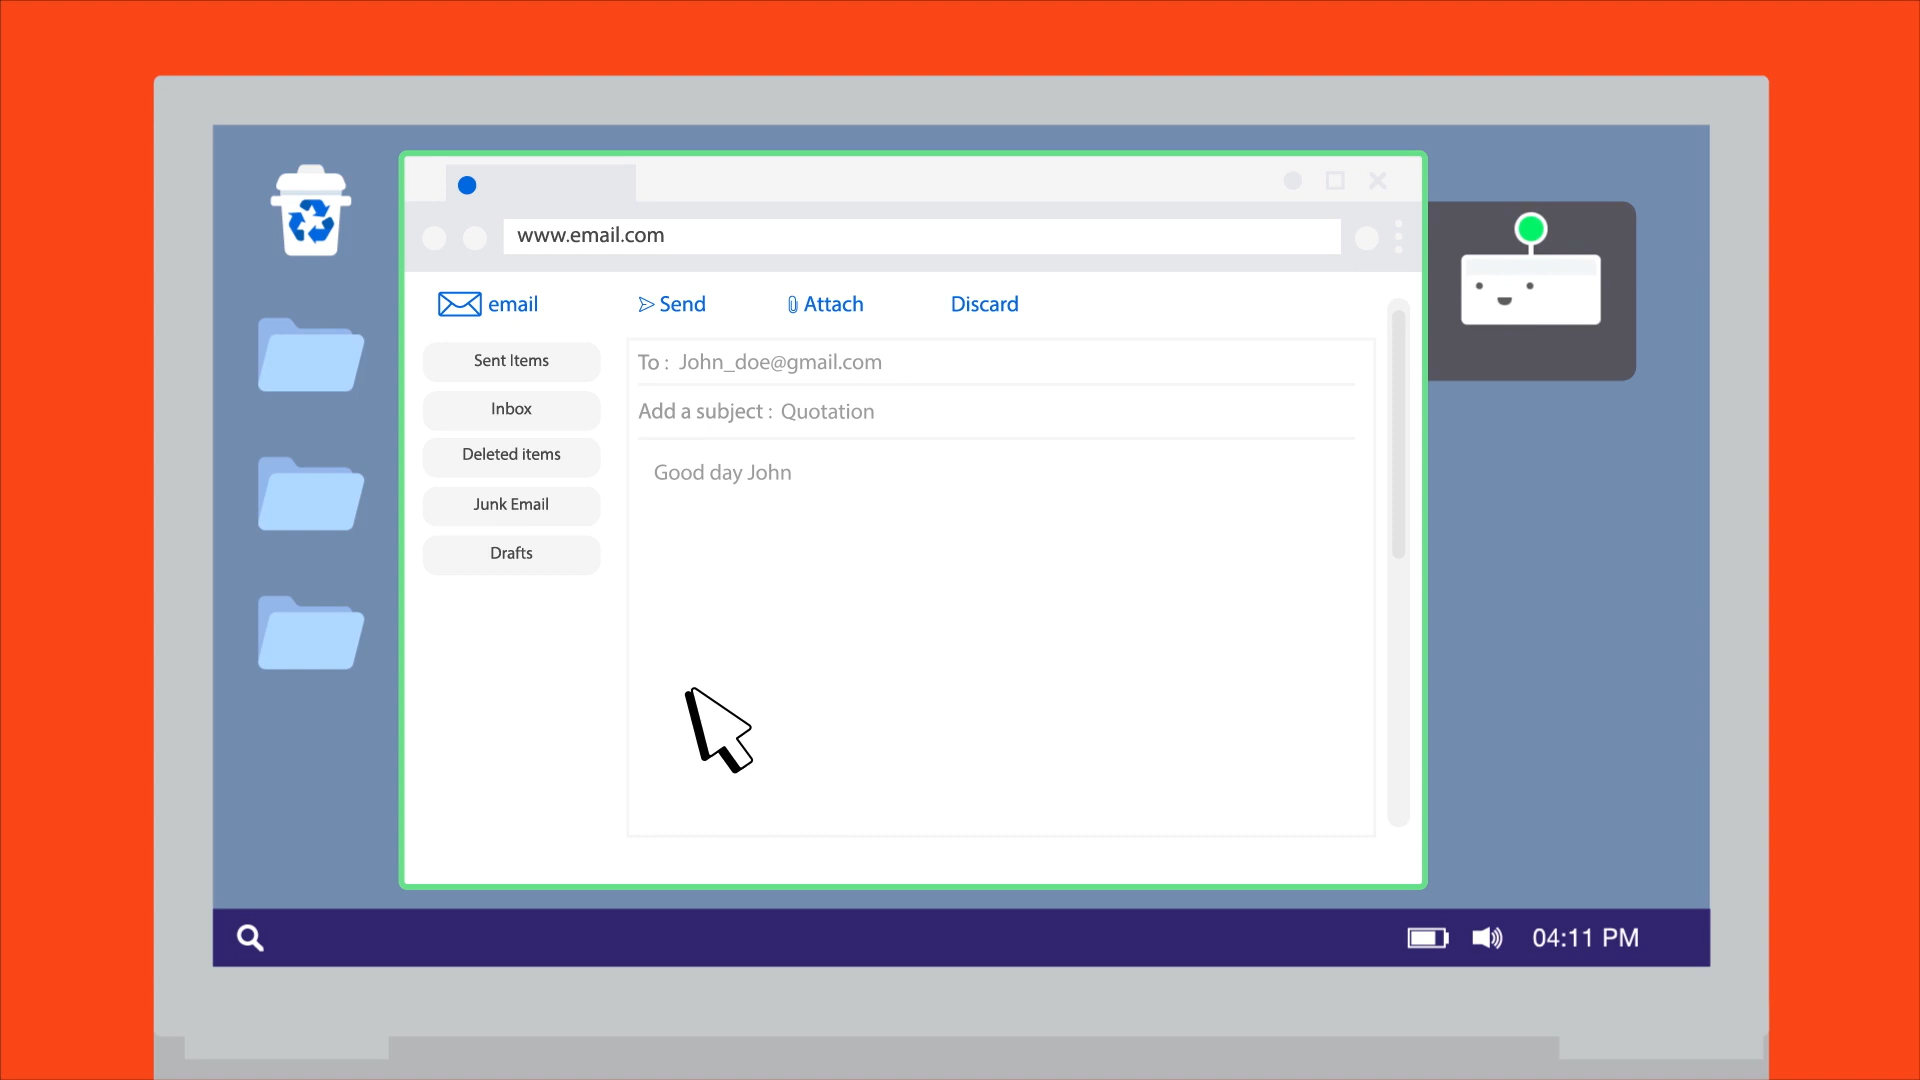 www.email.com
email
Send
Attach
Discard
Sent Items
Inbox
Deleted items
Junk Email
Drafts
To : John_doe@gmail.com
Add a subject : Quotation
Good day John
04:11 PM